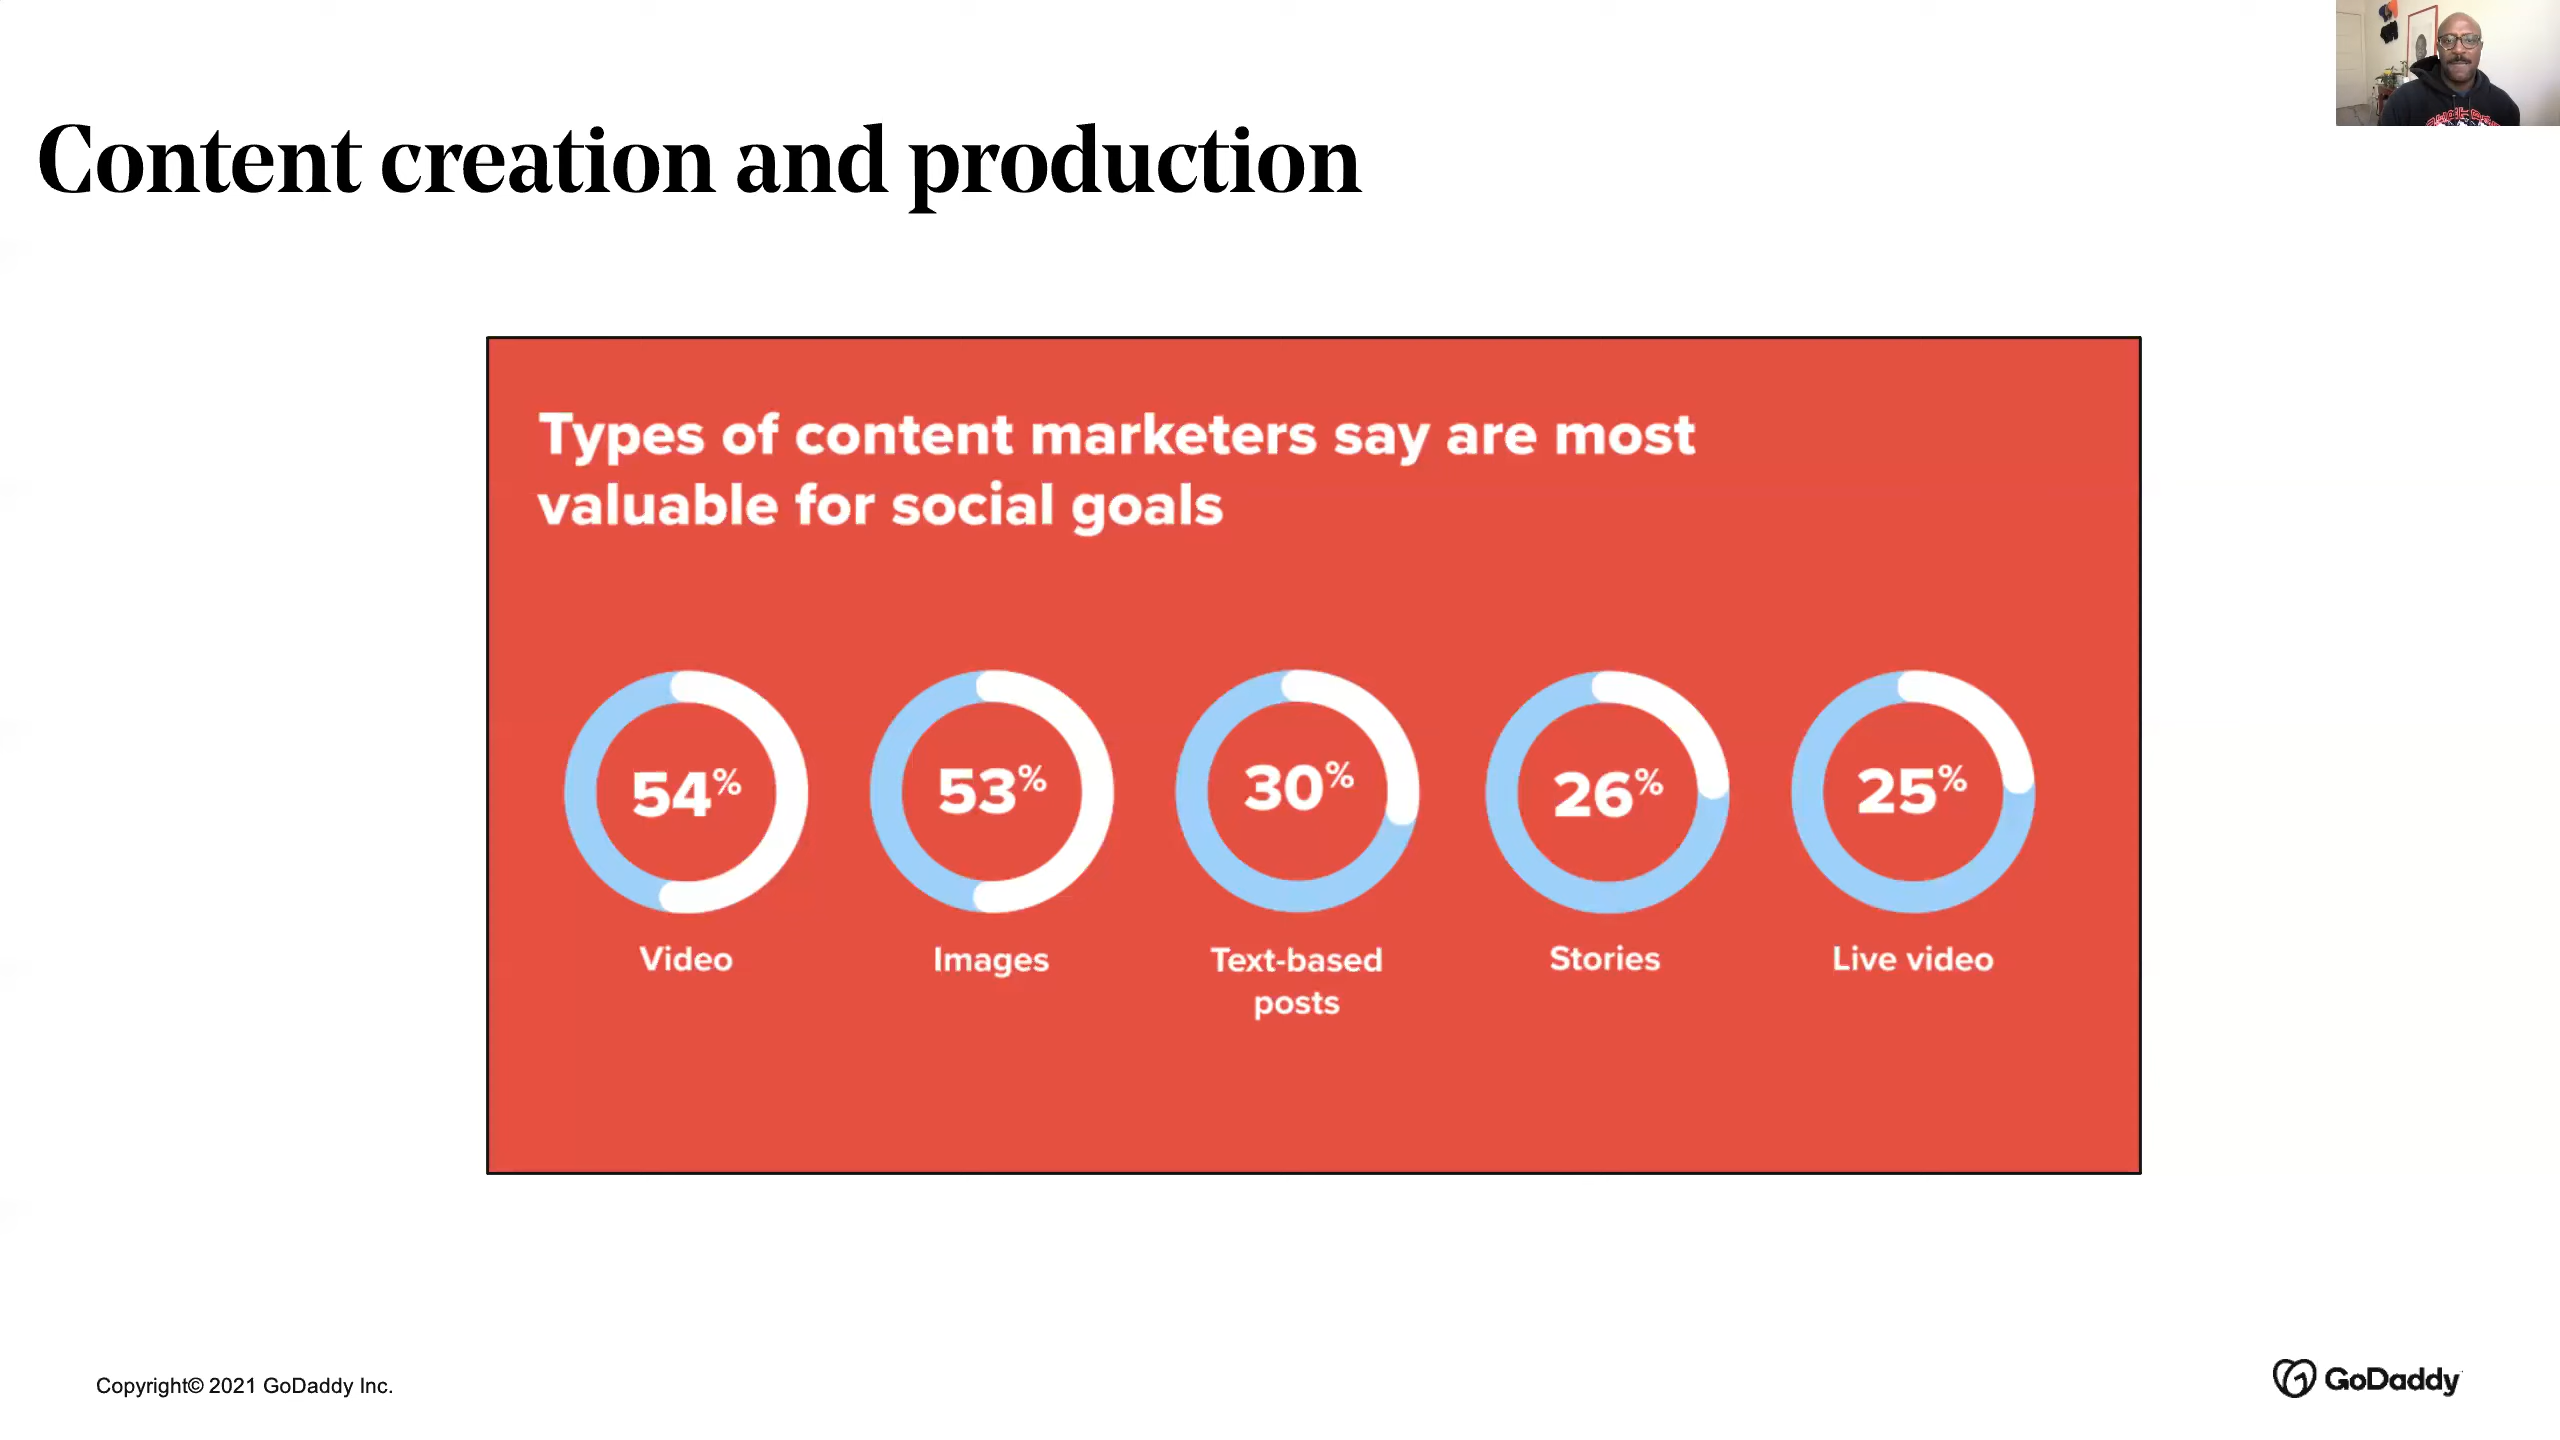 Content creation and production
Types of content marketers say are most
valuable for social goals
54%
53%
30%
26%
25%
Video
Images
Text-based
posts
Stories
Live video
Copyright© 2021 GoDaddy Inc.
GoDaddy